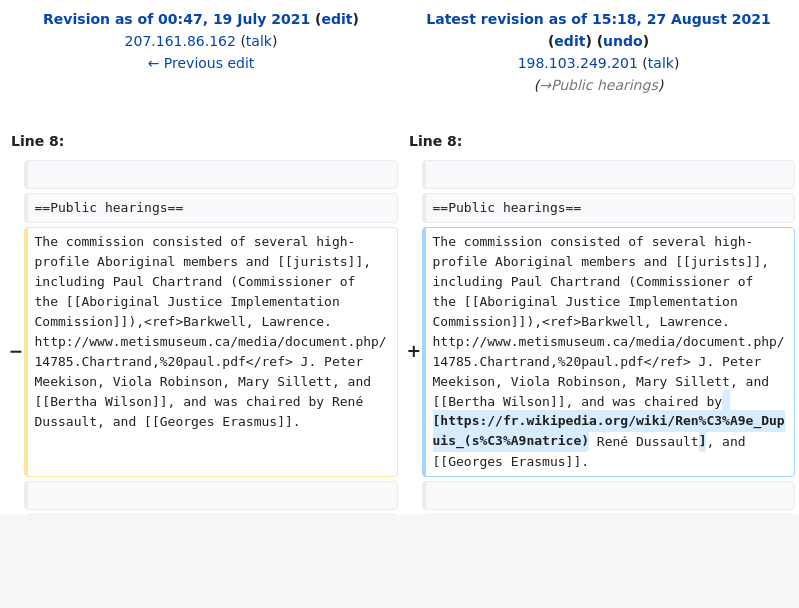 Revision as of 00:47, 19 July 2021 (edit)
207.161.86.162 (talk)
← Previous edit
Latest revision as of 15:18, 27 August 2021
(edit) (undo)
198.103.249.201 (talk)
(→Public hearings)
Line 8:
Line 8:
==Public hearings==
==Public hearings==
−
The commission consisted of several high-
profile Aboriginal members and [[jurists]],
including Paul Chartrand (Commissioner of
the [[Aboriginal Justice Implementation
Commission]]),<ref>Barkwell, Lawrence.
http://www.metismuseum.ca/media/document.php/
14785.Chartrand,%20paul.pdf</ref> J. Peter
Meekison, Viola Robinson, Mary Sillett, and
[[Bertha Wilson]], and was chaired by René
Dussault, and [[Georges Erasmus]].
+
The commission consisted of several high-
profile Aboriginal members and [[jurists]],
including Paul Chartrand (Commissioner of
the [[Aboriginal Justice Implementation
Commission]]),<ref>Barkwell, Lawrence.
http://www.metismuseum.ca/media/document.php/
14785.Chartrand,%20paul.pdf</ref> J. Peter
Meekison, Viola Robinson, Mary Sillett, and
[[Bertha Wilson]], and was chaired by
[https://fr.wikipedia.org/wiki/Ren%C3%A9e_Dup
uis_(s%C3%A9natrice) René Dussault], and
[[Georges Erasmus]].